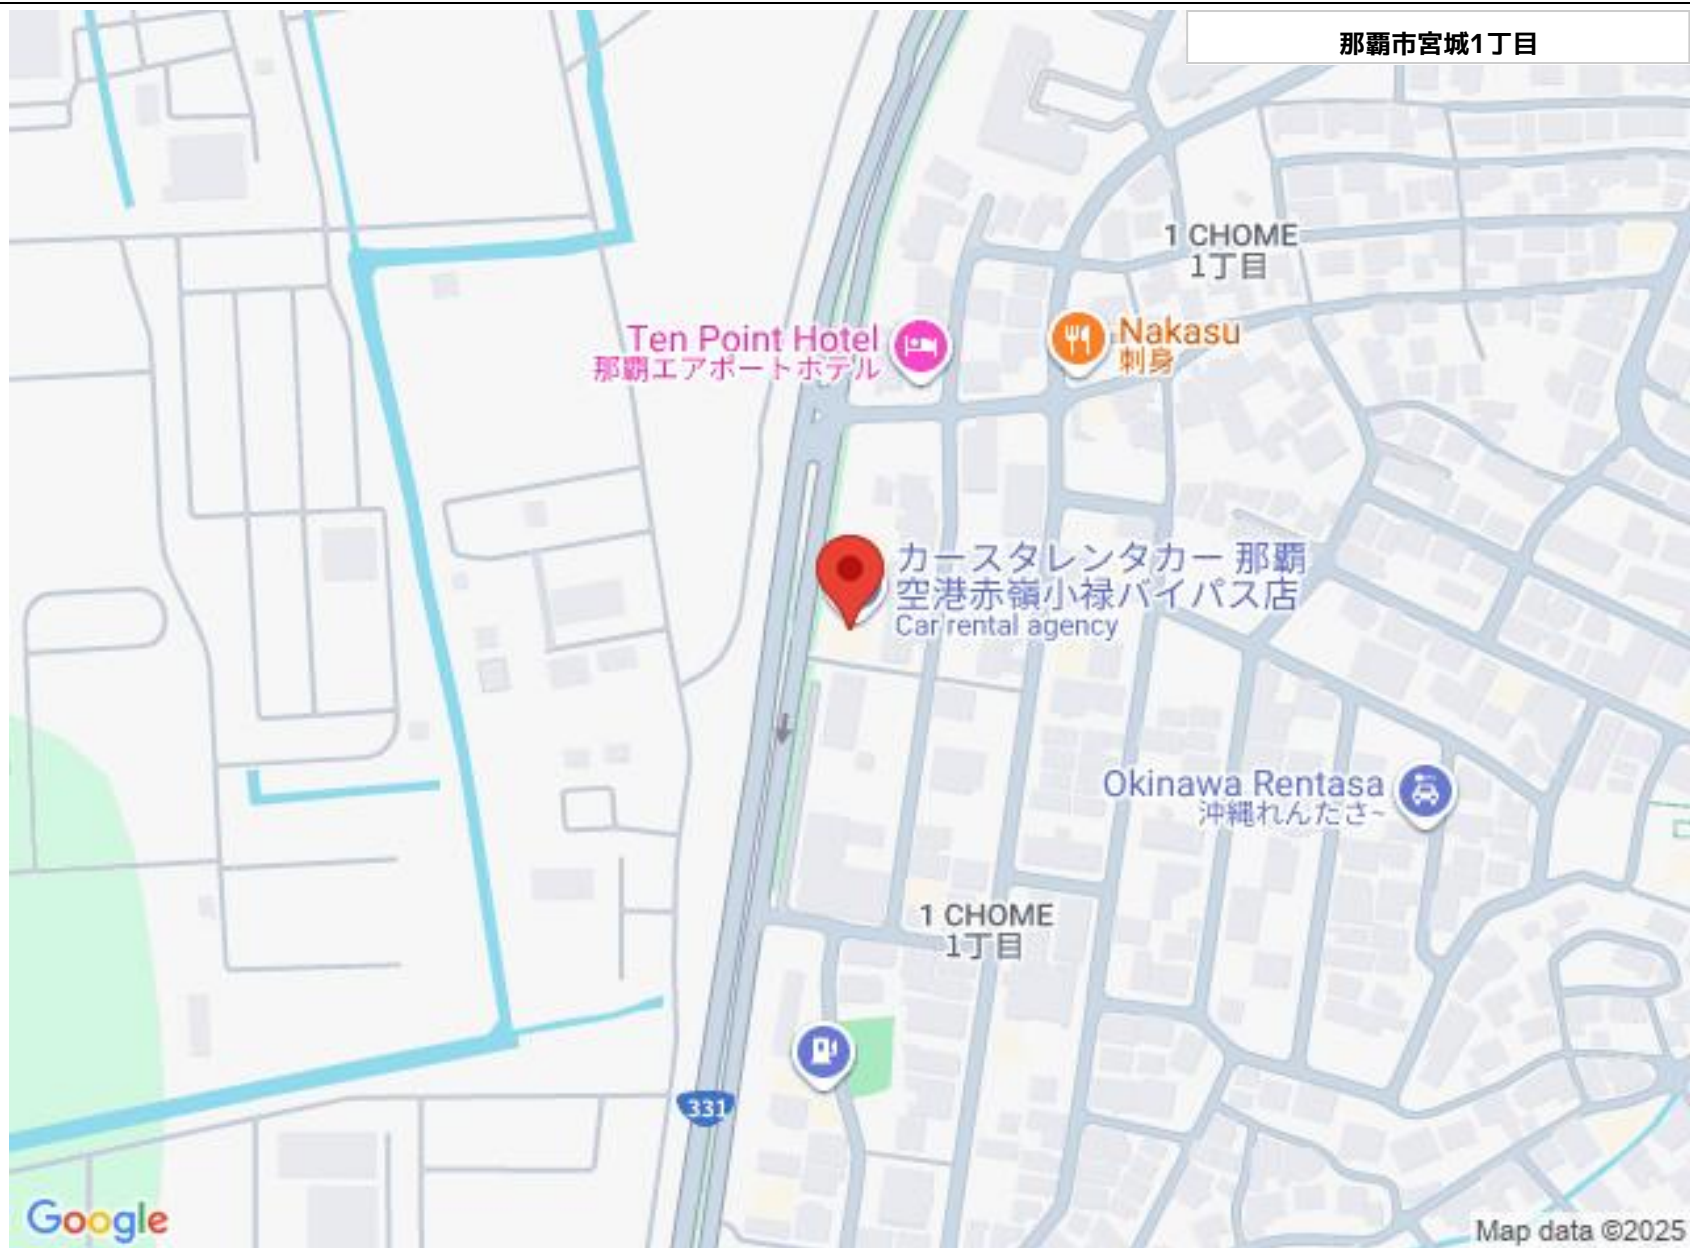 那覇市宮城1丁目
1 CHOME
1丁目
Ten Point Hotel
那覇エアポートホテル
Nakasu
刺身
カースタレンタカー 那覇
空港赤嶺小禄バイパス店
Car rental agency
Okinawa Rentasa
沖縄れんたさ~
1 CHOME
1丁目
331
Google
Map data ©2025